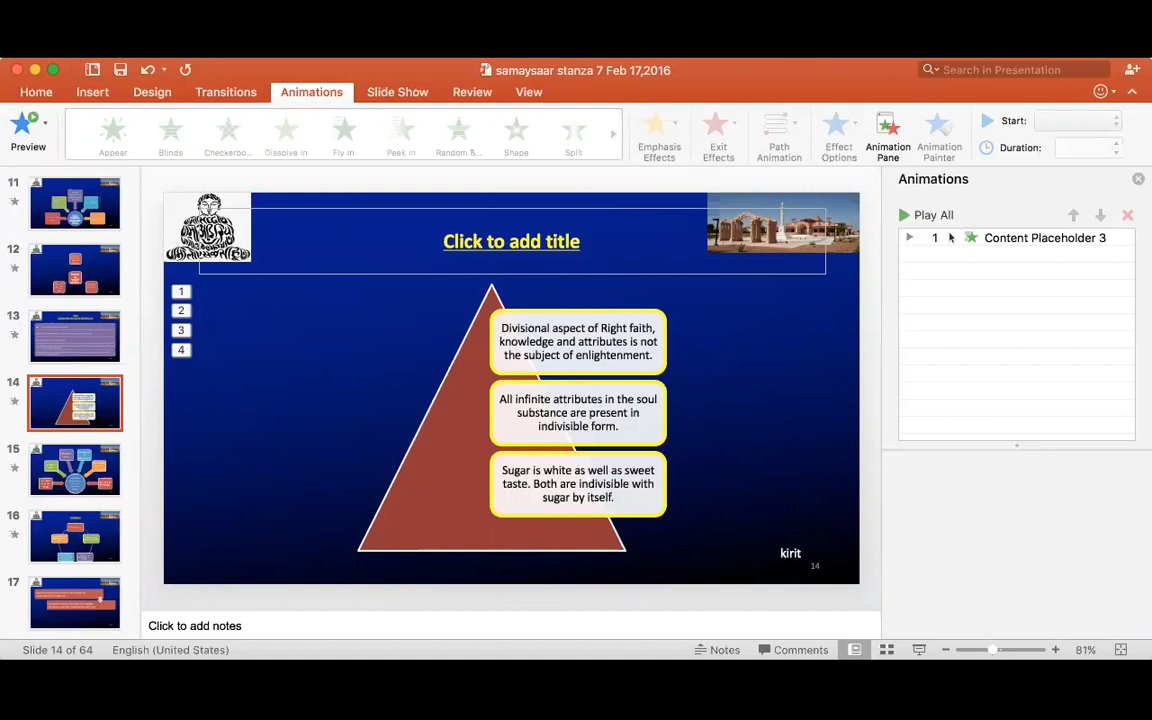 samaysaar stanza 7 Feb 17,2016
Search in Presentation
Home Insert Design Transitions Animations Slide Show Review View
Preview
Appear Blinds Checkerbo... Dissolve in Fly in Peek in Random B... Shape Split
Emphasis Effects
Exit Effects
Path Animation
Effect Options
Animation Pane
Animation Painter
Start:
Duration:
11
12
13
14
15
16
17
Click to add title
1
2
3
4
Divisional aspect of Right faith,
knowledge and attributes is not
the subject of enlightenment.
All infinite attributes in the soul
substance are present in
indivisible form.
Sugar is white as well as sweet
taste. Both are indivisible with
sugar by itself.
kirit
14
Animations
Play All
1 Content Placeholder 3
Click to add notes
Slide 14 of 64 English (United States) Notes Comments 81%